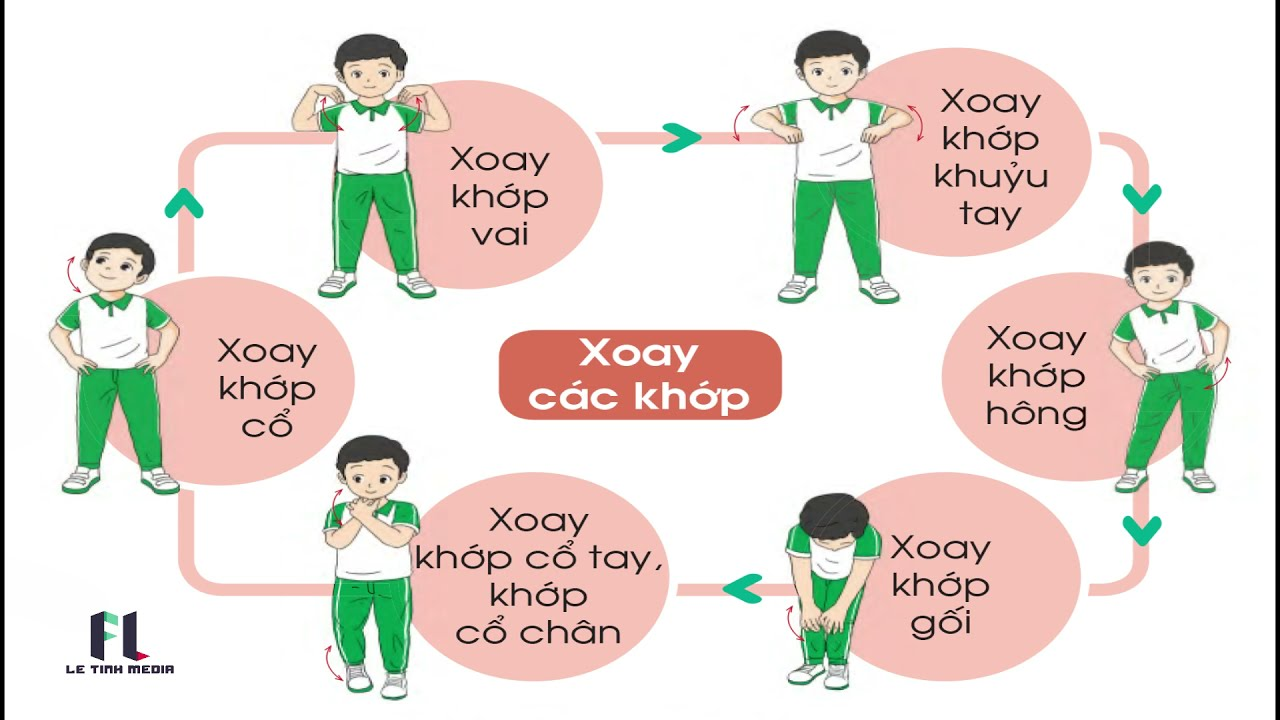 Xoay
khớp
vai
Xoay
khớp
khuỷu
tay
Xoay
khớp
cổ
Xoay
các khớp
Xoay
khớp
hông
Xoay
khớp cổ tay,
khớp
cổ chân
Xoay
khớp
gối
FL
LE TINH MEDIA